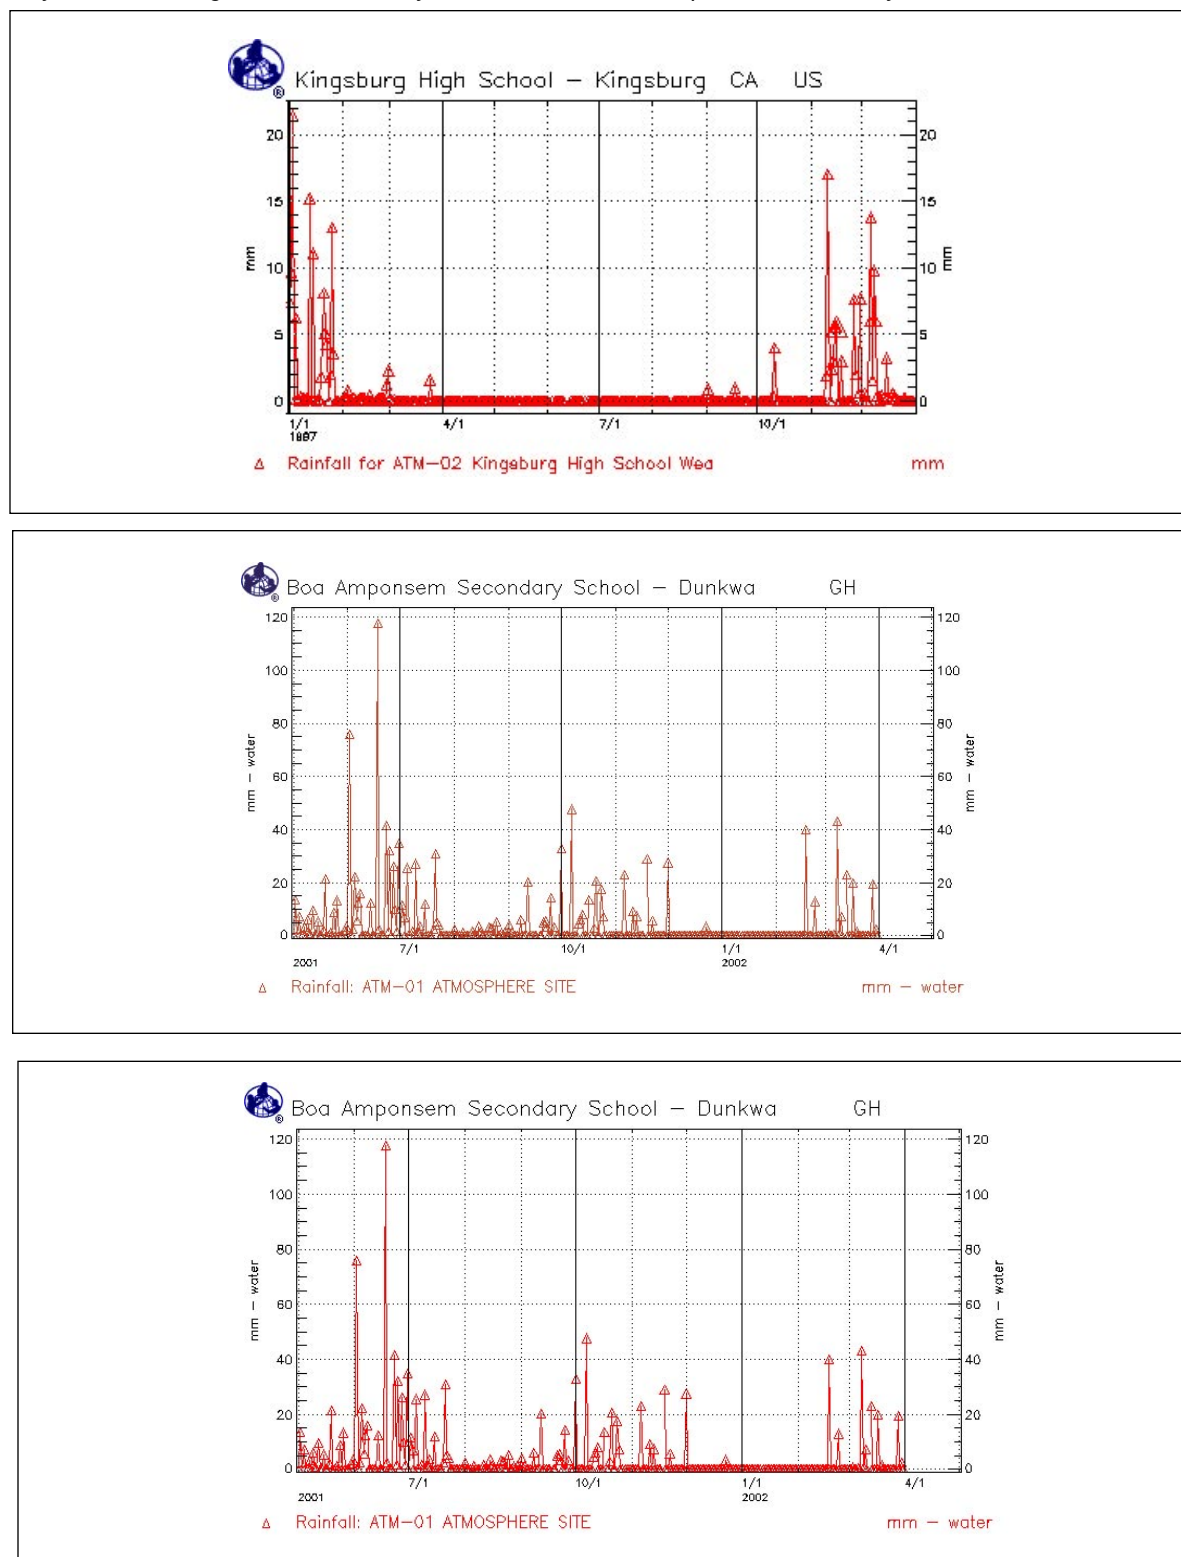 Kingsburg High School – Kingsburg CA US
20 20
15 15
mm mm
10 10
5 5
0 0
1/1 4/1 7/1 10/1
1997
Rainfall for ATM–02 Kingsburg High School Wea mm
Boa Amponsem Secondary School – Dunkwa GH
120 120
100 100
80 80
mm – water mm – water
60 60
40 40
20 20
0 0
7/1 10/1 1/1 4/1
2001 2002
Rainfall: ATM–01 ATMOSPHERE SITE mm – water
Boa Amponsem Secondary School – Dunkwa GH
120 120
100 100
80 80
mm – water mm – water
60 60
40 40
20 20
0 0
7/1 10/1 1/1 4/1
2001 2002
Rainfall: ATM–01 ATMOSPHERE SITE mm – water